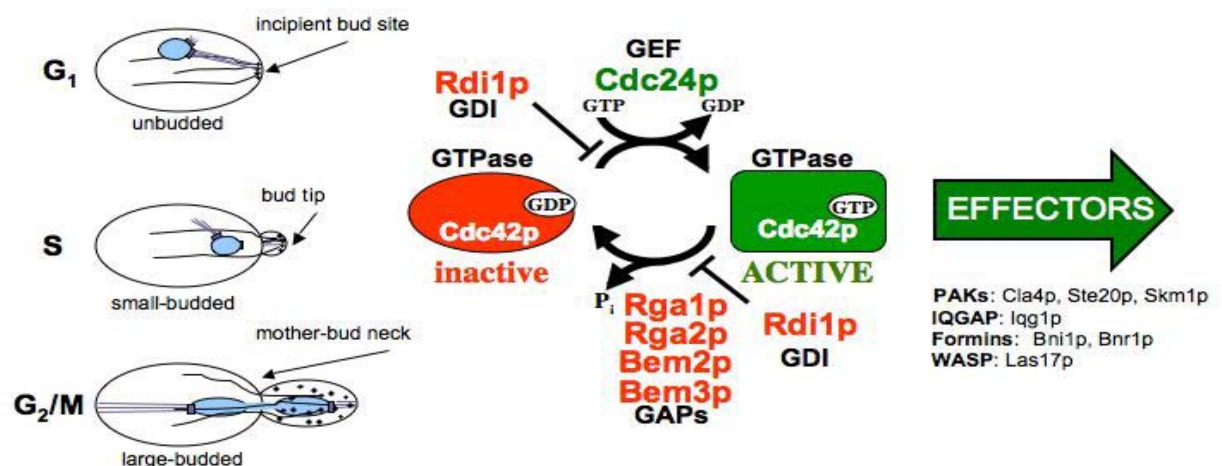 incipient bud site
G1
unbudded
bud tip
S
small-budded
mother-bud neck
G2/M
large-budded
GEF
Cdc24p
Rdi1p
GDI
GTP
GDP
GTPase
GDP
Cdc42p
inactive
GTPase
GTP
Cdc42p
ACTIVE
Pi
Rga1p
Rga2p
Bem2p
Bem3p
GAPs
Rdi1p
GDI
EFFECTORS
PAKs: Cla4p, Ste20p, Skm1p
IQGAP: Iqg1p
Formins: Bni1p, Bnr1p
WASP: Las17p